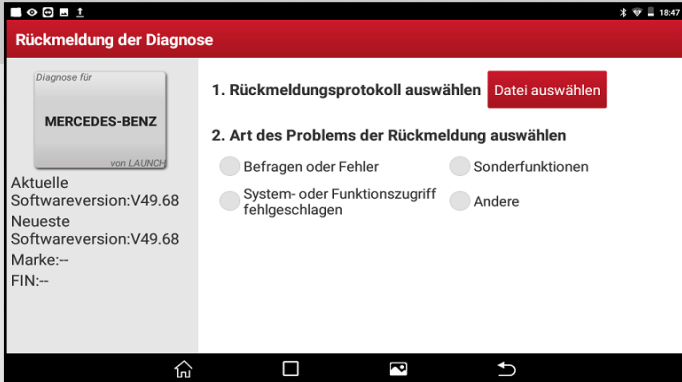 18:47
Rückmeldung der Diagnose
Diagnose für
MERCEDES-BENZ
von LAUNCH
Aktuelle
Softwareversion:V49.68
Neueste
Softwareversion:V49.68
Marke:--
FIN:--
1. Rückmeldungsprotokoll auswählen
Datei auswählen
2. Art des Problems der Rückmeldung auswählen
Befragen oder Fehler
Sonderfunktionen
System- oder Funktionszugriff
fehlgeschlagen
Andere